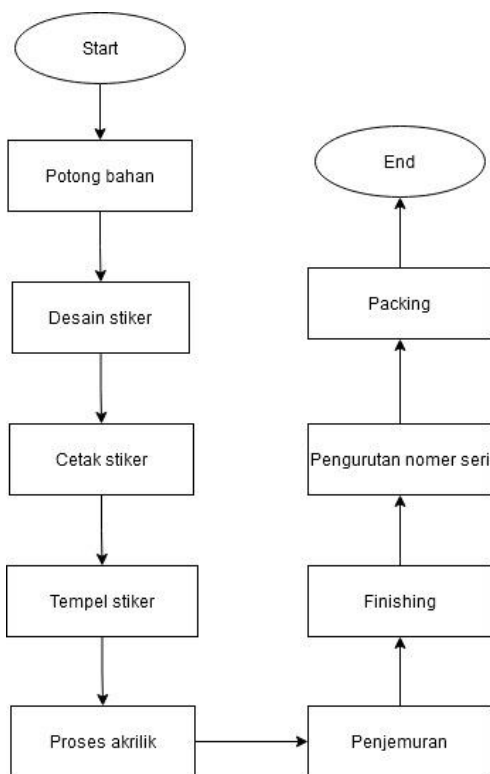 Start
Potong bahan
Desain stiker
Cetak stiker
Tempel stiker
Proses akrilik
Penjemuran
Finishing
Pengurutan nomer seri
Packing
End